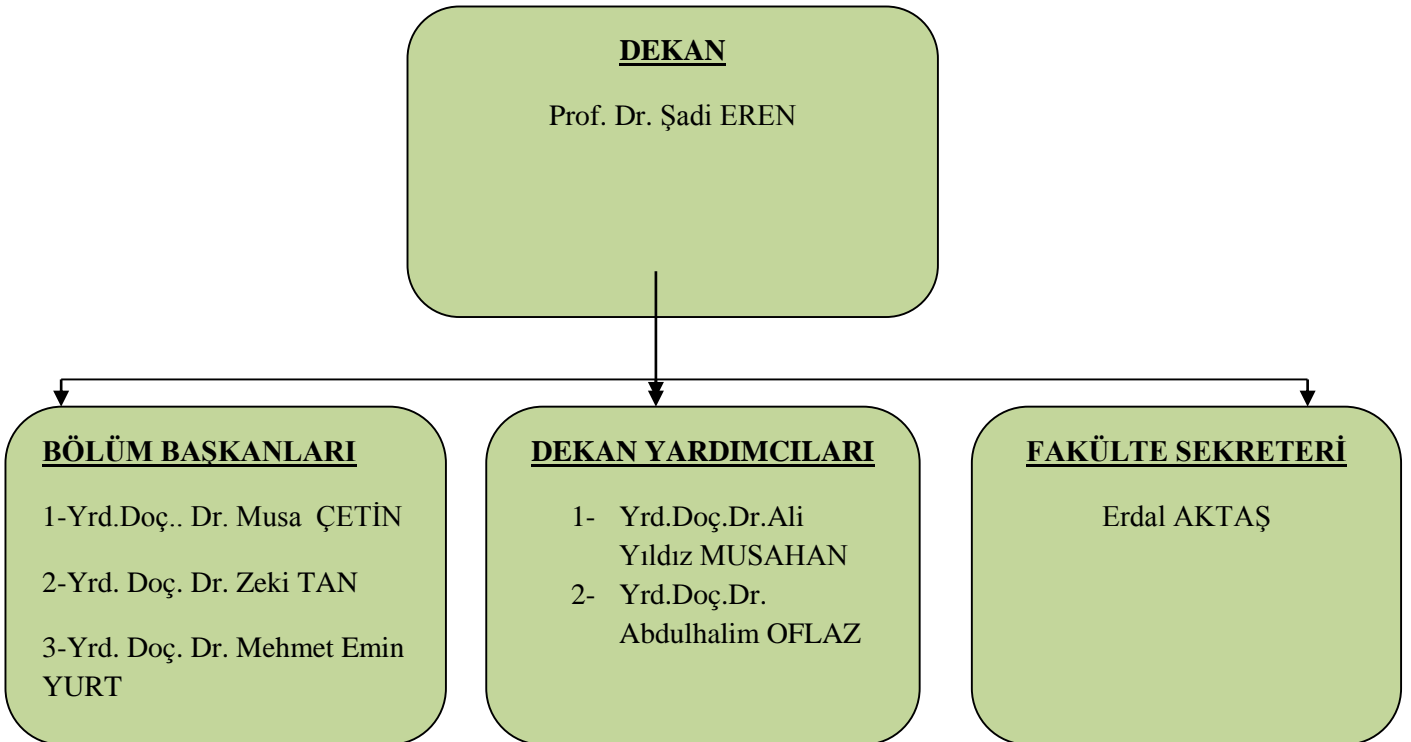 DEKAN
Prof. Dr. Şadi EREN
BÖLÜM BAŞKANLARI
1-Yrd.Doç.. Dr. Musa ÇETİN
2-Yrd. Doç. Dr. Zeki TAN
3-Yrd. Doç. Dr. Mehmet Emin
YURT
DEKAN YARDIMCILARI
1- Yrd.Doç.Dr.Ali
Yıldız MUSAHAN
2- Yrd.Doç.Dr.
Abdulhalim OFLAZ
FAKÜLTE SEKRETERİ
Erdal AKTAŞ